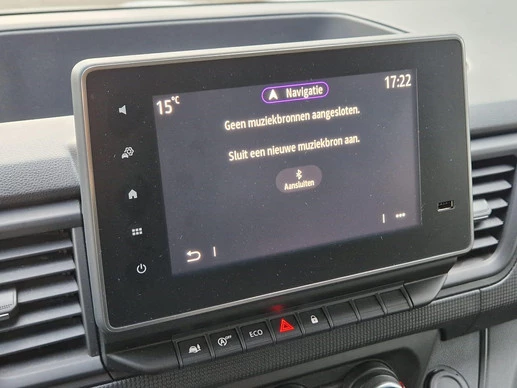 15°C
Navigatie
17:22
Geen muziekbronnen aangesloten.
Sluit een nieuwe muziekbron aan.
Aansluiten
ECO